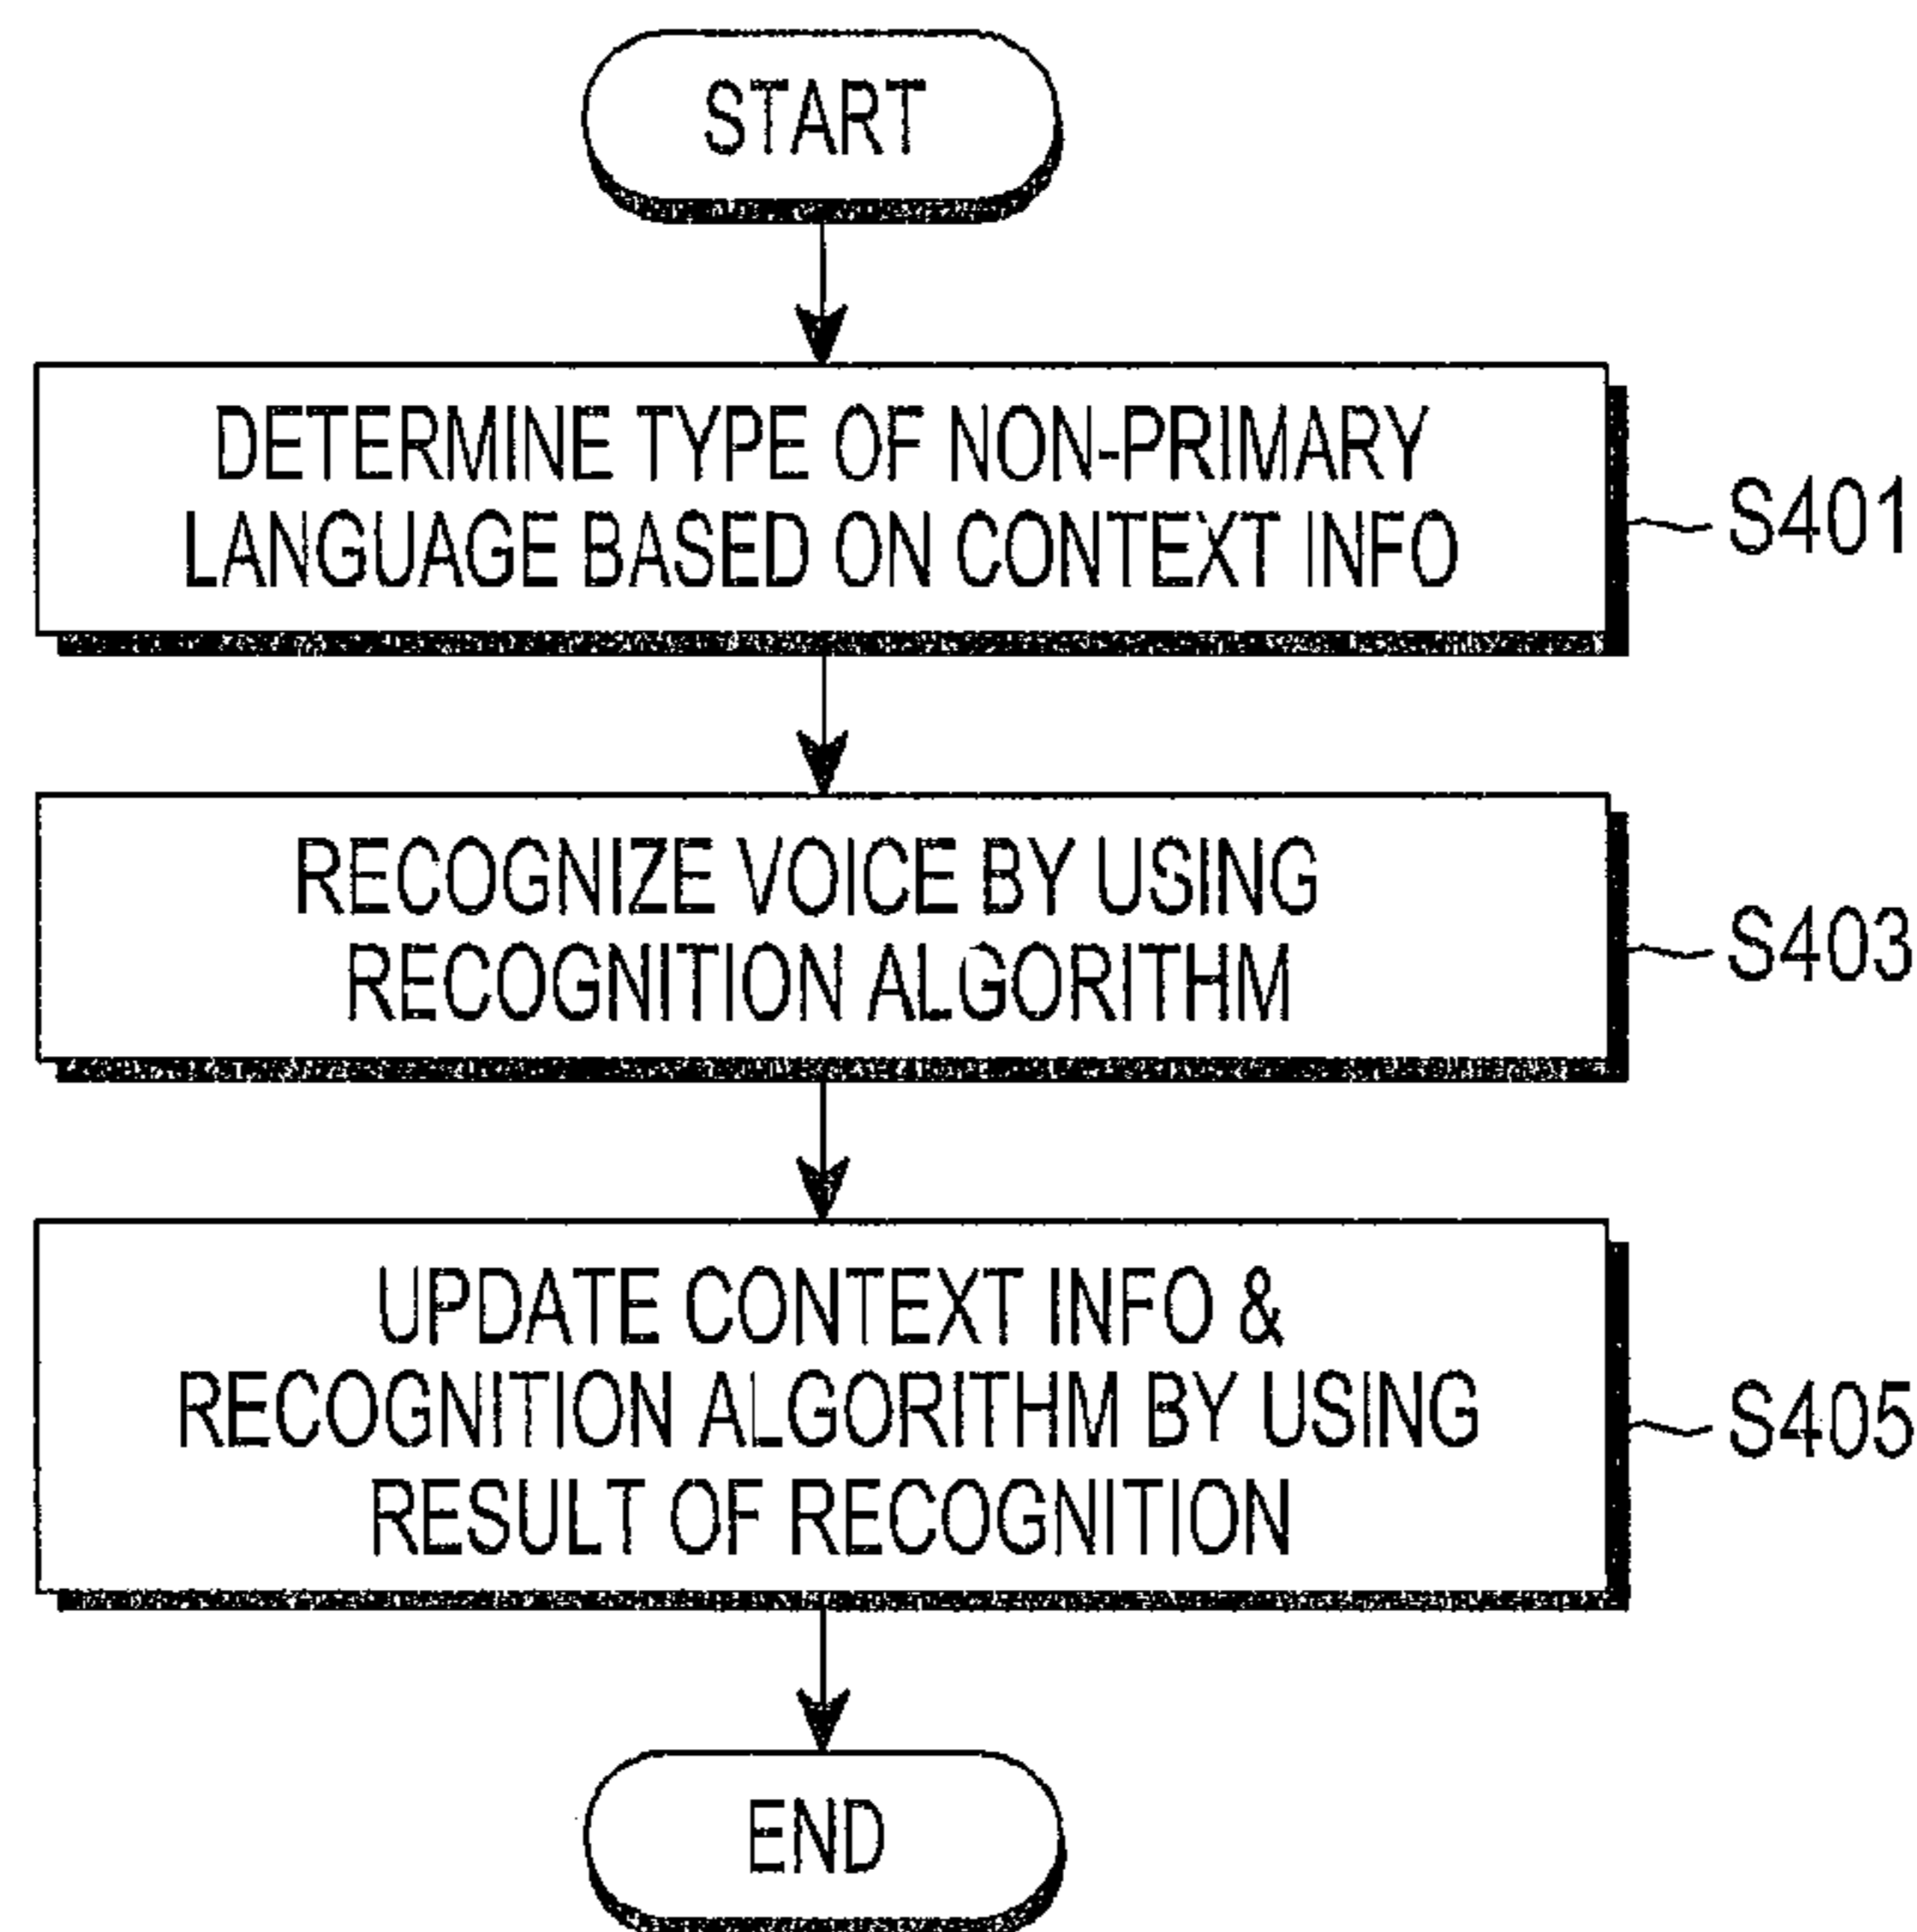 START
DETERMINE TYPE OF NON-PRIMARY
LANGUAGE BASED ON CONTEXT INFO
S401
RECOGNIZE VOICE BY USING
RECOGNITION ALGORITHM
S403
UPDATE CONTEXT INFO &
RECOGNITION ALGORITHM BY USING
RESULT OF RECOGNITION
S405
END